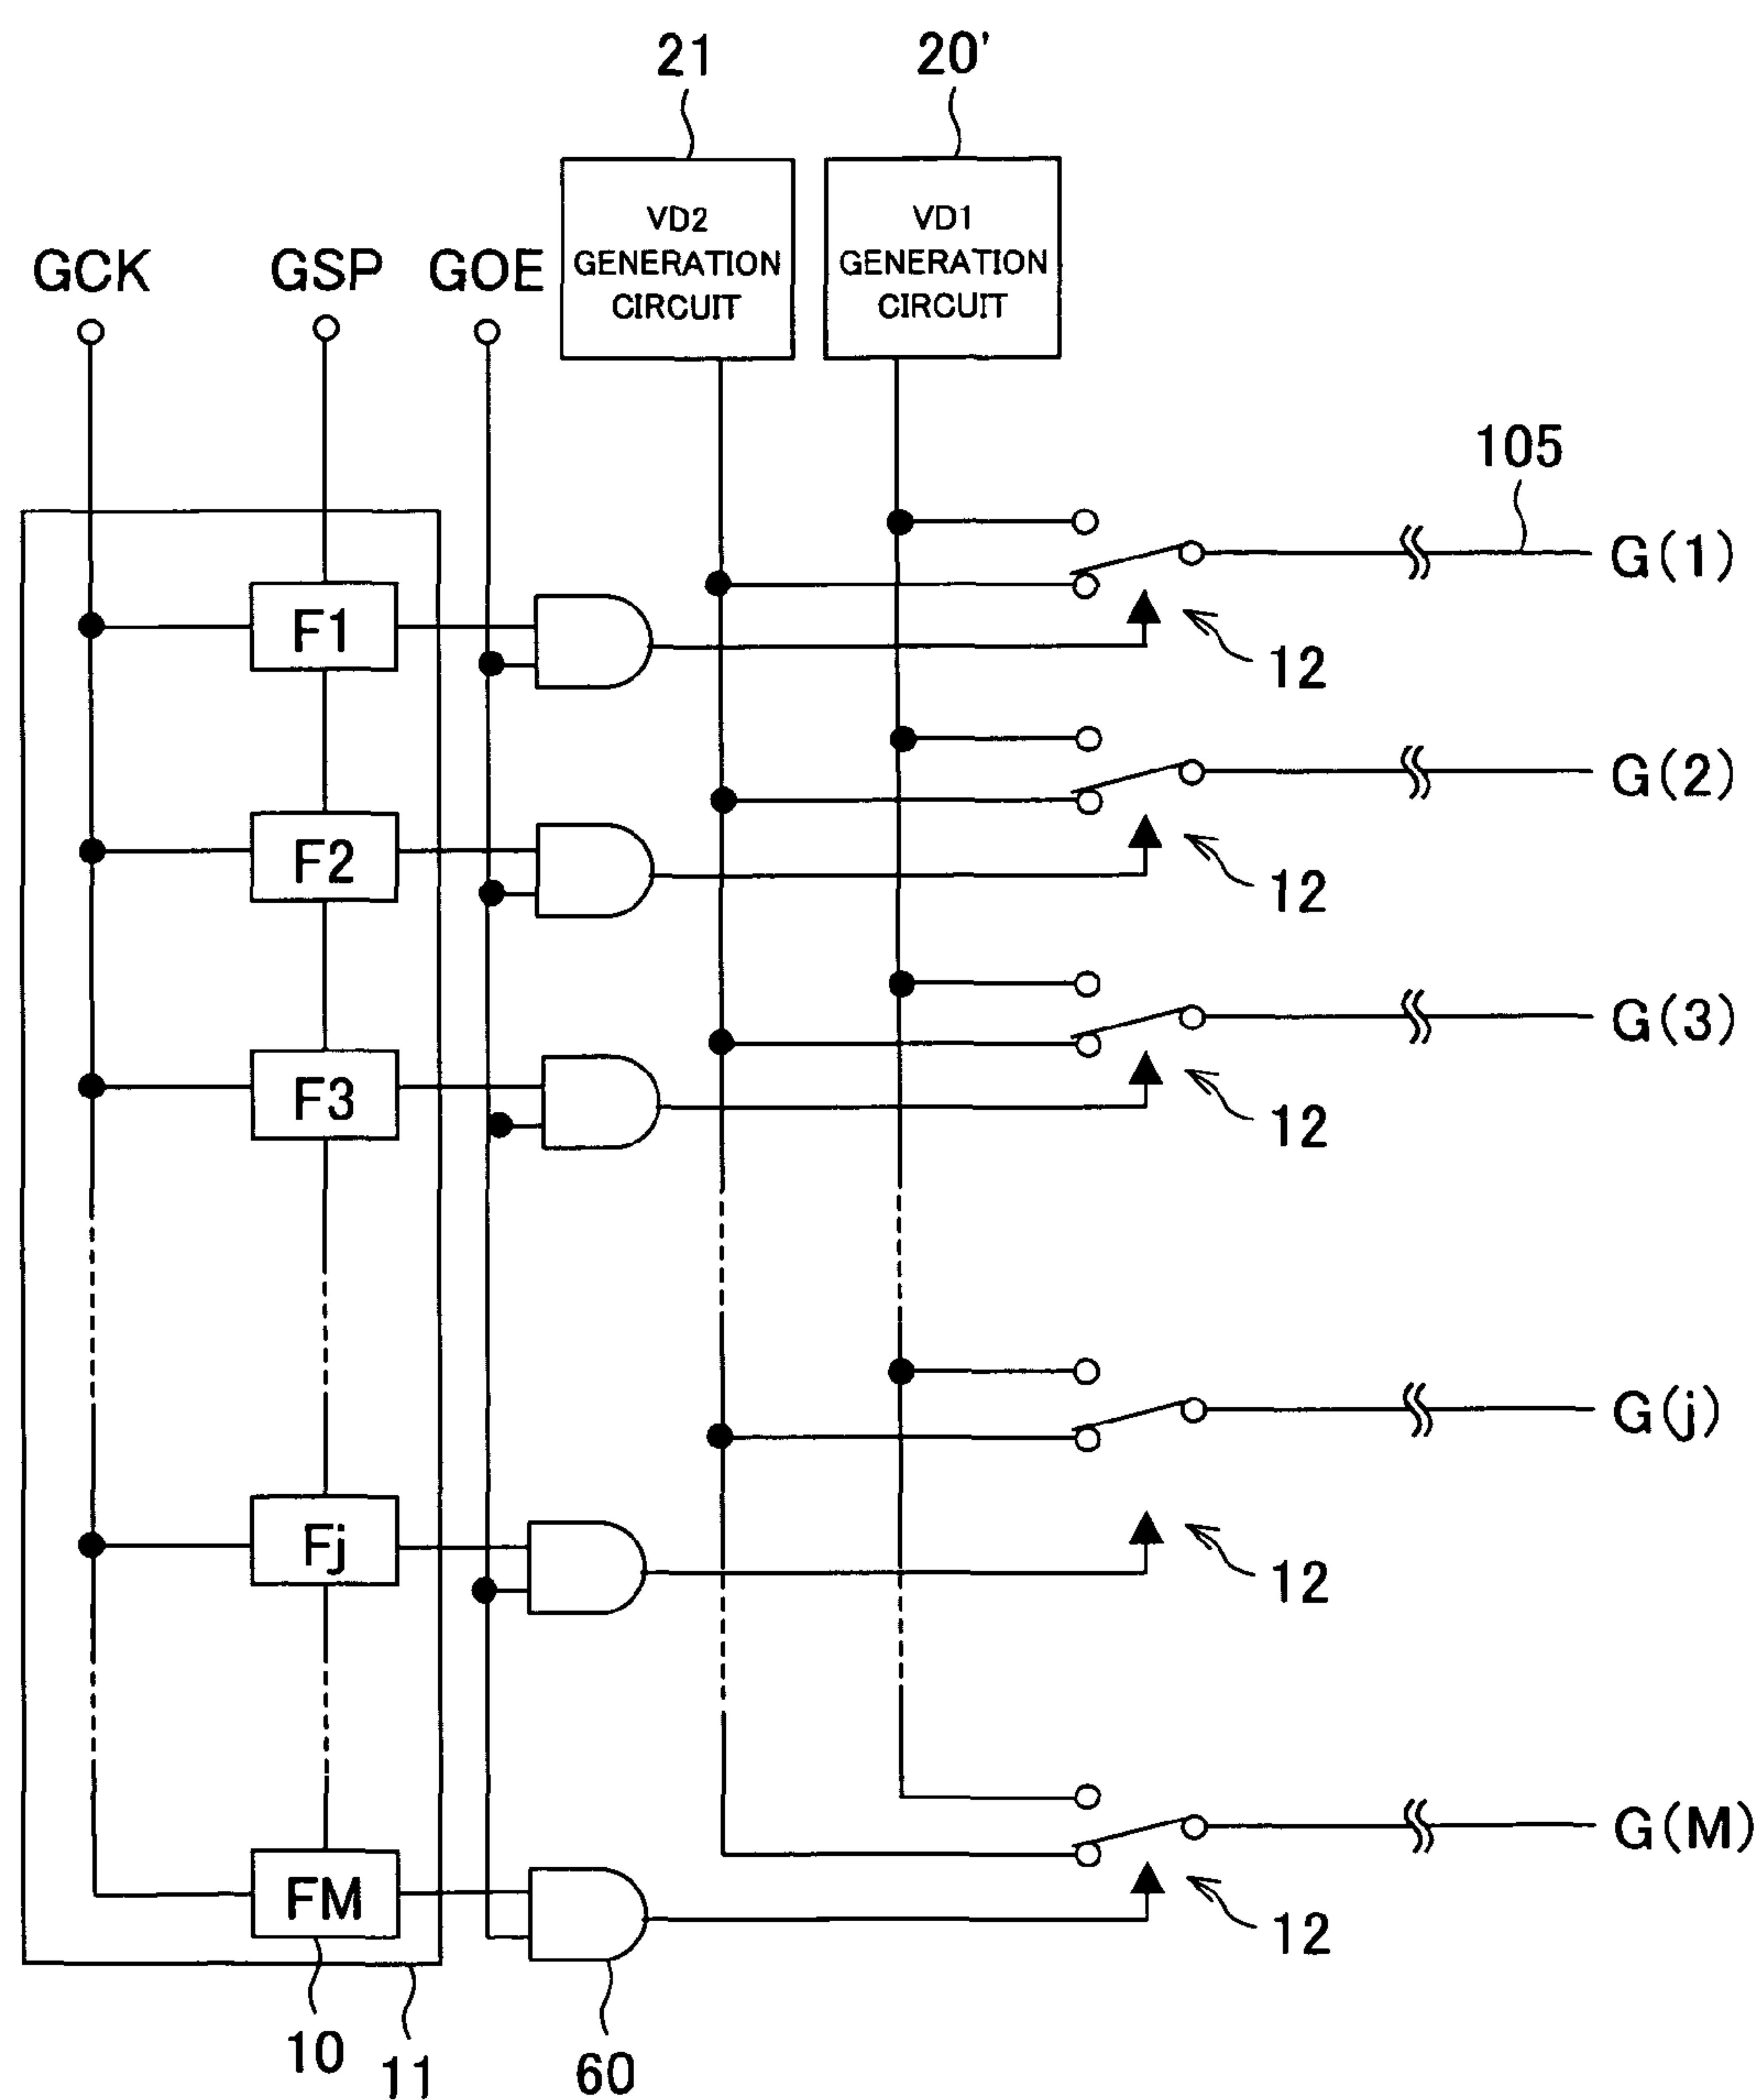 21
20'
VD2
GENERATION
CIRCUIT
VD1
GENERATION
CIRCUIT
GCK
GSP
GOE
105
G(1)
F1
12
G(2)
F2
12
G(3)
F3
12
G(j)
Fj
12
G(M)
FM
12
10
11
60